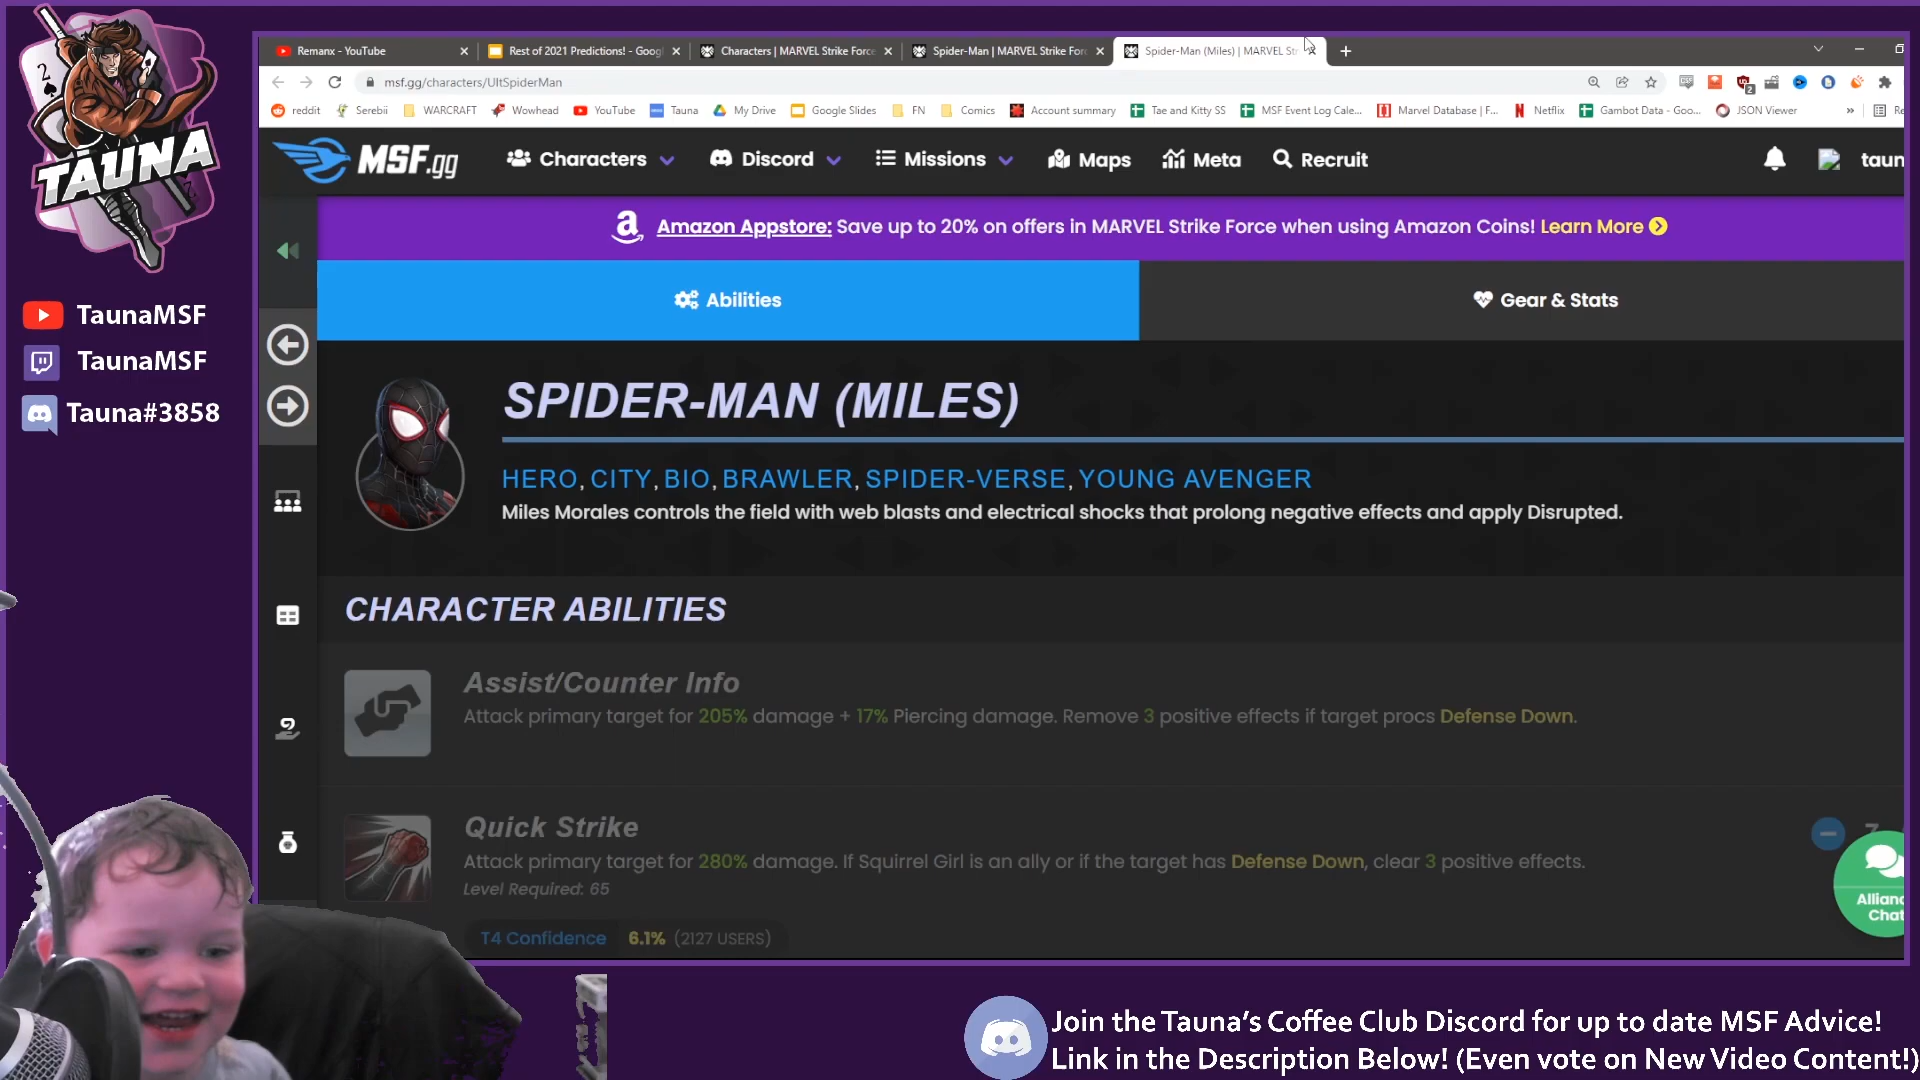 TAUNA
TaunaMSF
TaunaMSF
Tauna#3858
Remanx - YouTube
Rest of 2021 Predictions! - Googl
Characters | MARVEL Strike Force
Spider-Man | MARVEL Strike For
Spider-Man (Miles) | MARVEL Str
msf.gg/characters/UltSpiderMan
reddit
Serebii
WARCRAFT
Wowhead
YouTube
Tauna
My Drive
Google Slides
FN
Comics
Account summary
Tae and Kitty SS
MSF Event Log Cale...
Marvel Database | F...
Netflix
Gambot Data - Goo...
JSON Viewer
»
Re
MSF.gg
Characters
Discord
Missions
Maps
Meta
Recruit
taun
Amazon Appstore: Save up to 20% on offers in MARVEL Strike Force when using Amazon Coins! Learn More
Abilities
Gear & Stats
SPIDER-MAN (MILES)
HERO, CITY, BIO, BRAWLER, SPIDER-VERSE, YOUNG AVENGER
Miles Morales controls the field with web blasts and electrical shocks that prolong negative effects and apply Disrupted.
CHARACTER ABILITIES
Assist/Counter Info
Attack primary target for 205% damage + 17% Piercing damage. Remove 3 positive effects if target procs Defense Down.
Quick Strike
Attack primary target for 280% damage. If Squirrel Girl is an ally or if the target has Defense Down, clear 3 positive effects.
Level Required: 65
T4 Confidence 6.1% (2127 USERS)
Allianc
Chat
Join the Tauna's Coffee Club Discord for up to date MSF Advice!
Link in the Description Below! (Even vote on New Video Content!)